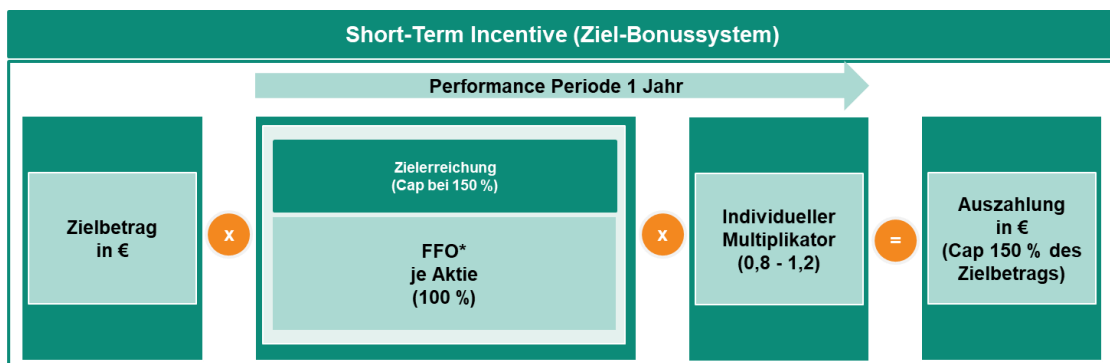 Short-Term Incentive (Ziel-Bonussystem)
Performance Periode 1 Jahr
Zielbetrag
in €
x
Zielerreichung
(Cap bei 150 %)
FFO*
je Aktie
(100 %)
x
Individueller
Multiplikator
(0,8 - 1,2)
=
Auszahlung
in €
(Cap 150 % des
Zielbetrags)